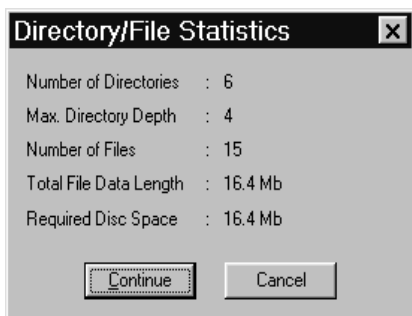 Directory/File Statistics
Number of Directories : 6
Max. Directory Depth : 4
Number of Files : 15
Total File Data Length : 16.4 Mb
Required Disc Space : 16.4 Mb
Continue Cancel